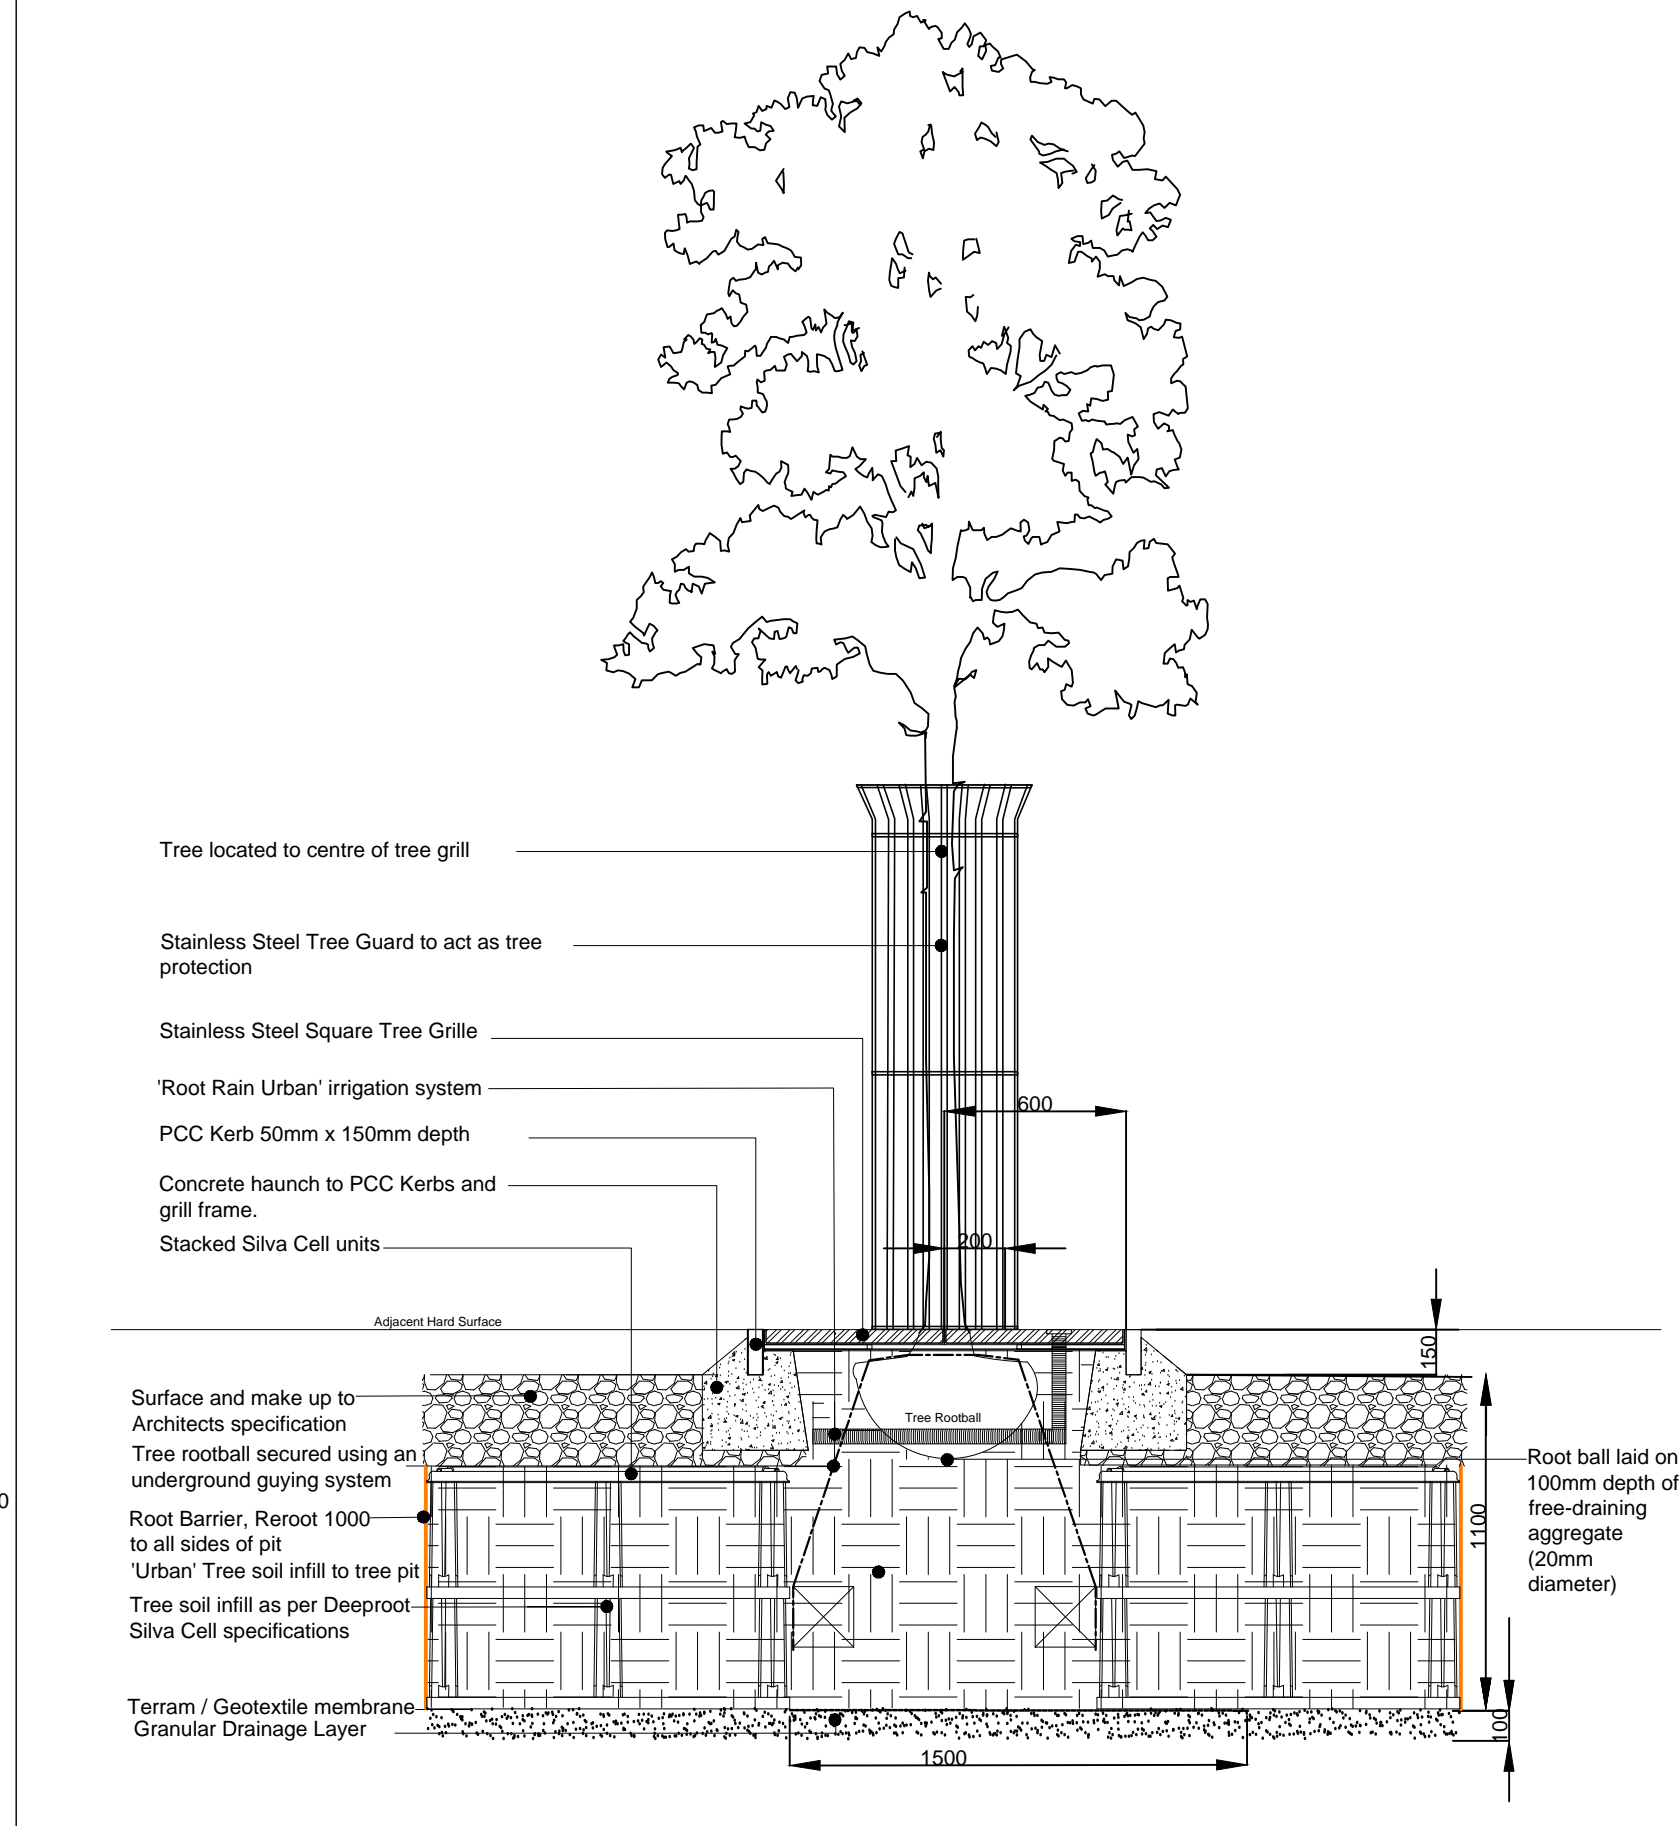 Tree located to centre of tree grill
Stainless Steel Tree Guard to act as tree
protection
Stainless Steel Square Tree Grille
'Root Rain Urban' irrigation system
600
PCC Kerb 50mm x 150mm depth
Concrete haunch to PCC Kerbs and
grill frame.
Stacked Silva Cell units
200
Adjacent Hard Surface
150
Surface and make up to
Architects specification
Tree Rootball
Tree rootball secured using an
underground guying system
Root ball laid on
100mm depth of
free-draining
aggregate
(20mm
diameter)
0
Root Barrier, Reroot 1000
to all sides of pit
1100
'Urban' Tree soil infill to tree pit
Tree soil infill as per Deeproot
Silva Cell specifications
Terram / Geotextile membrane
Granular Drainage Layer
100
1500